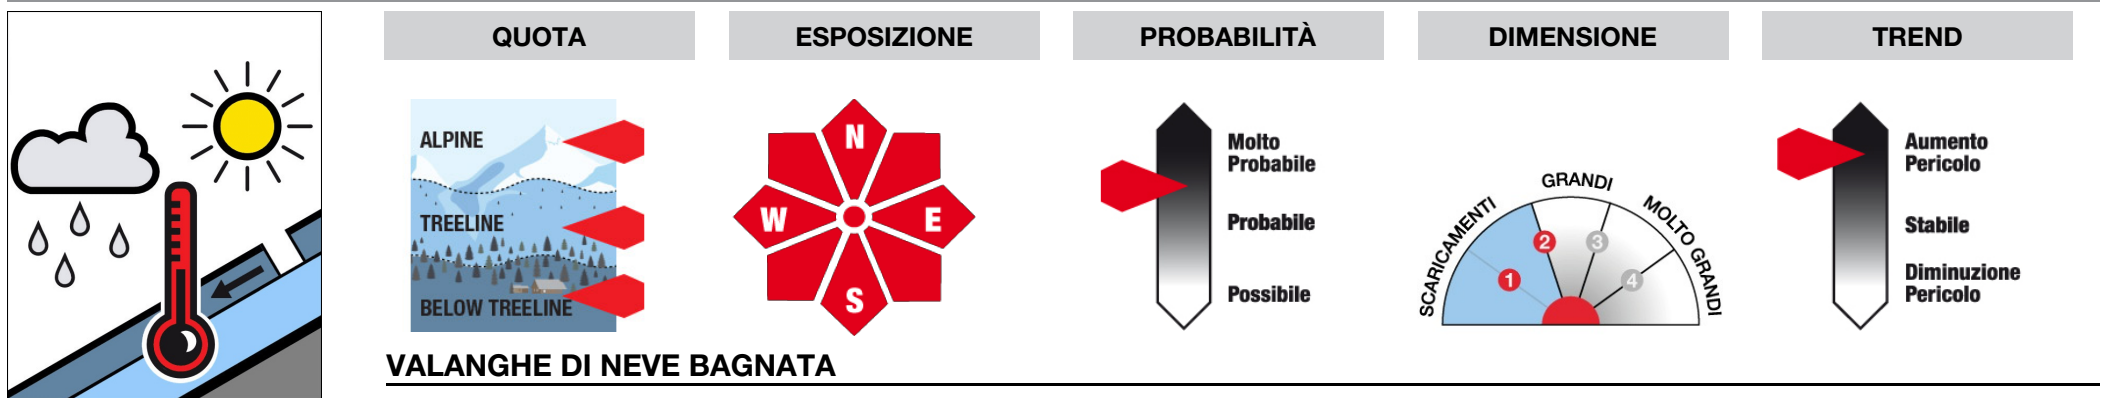 QUOTA
ESPOSIZIONE
PROBABILITÀ
DIMENSIONE
TREND
ALPINE
TREELINE
BELOW TREELINE
N
W
E
S
Molto
Probabile
Probabile
Possibile
SCARICAMENTI
GRANDI
MOLTO GRANDI
1
2
3
4
Aumento
Pericolo
Stabile
Diminuzione
Pericolo
VALANGHE DI NEVE BAGNATA